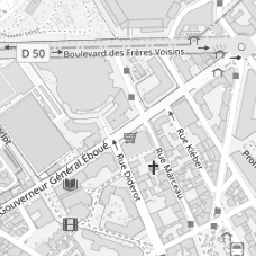 D 50
Boulevard des Frères Voisins
Gouverneur Général Éboué
Rue Diderot
Rue Marceau
Rue Kléber